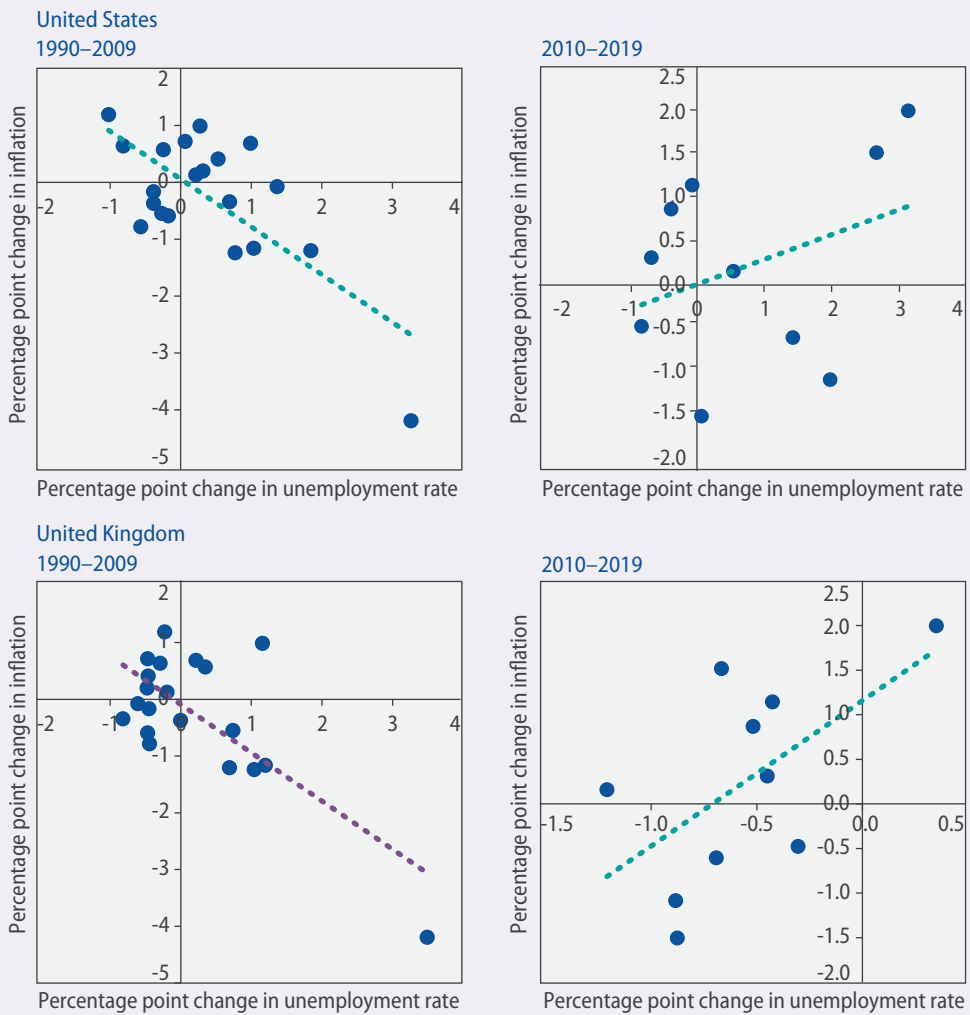 United States
1990–2009
2
1
0
-2 -1 0 1 2 3 4
-1
-2
-3
-4
-5
Percentage point change in inflation
Percentage point change in unemployment rate
2010–2019
2.5
2.0
1.5
1.0
0.5
0.0
-2 -1 0 1 2 3 4
-0.5
-1.0
-1.5
-2.0
Percentage point change in inflation
Percentage point change in unemployment rate
United Kingdom
1990–2009
2
1
0
-2 -1 0 1 2 3 4
-1
-2
-3
-4
-5
Percentage point change in inflation
Percentage point change in unemployment rate
2010–2019
2.5
2.0
1.5
1.0
0.5
0.0
-1.5 -1.0 -0.5 0.0 0.5
-0.5
-1.0
-1.5
-2.0
Percentage point change in inflation
Percentage point change in unemployment rate